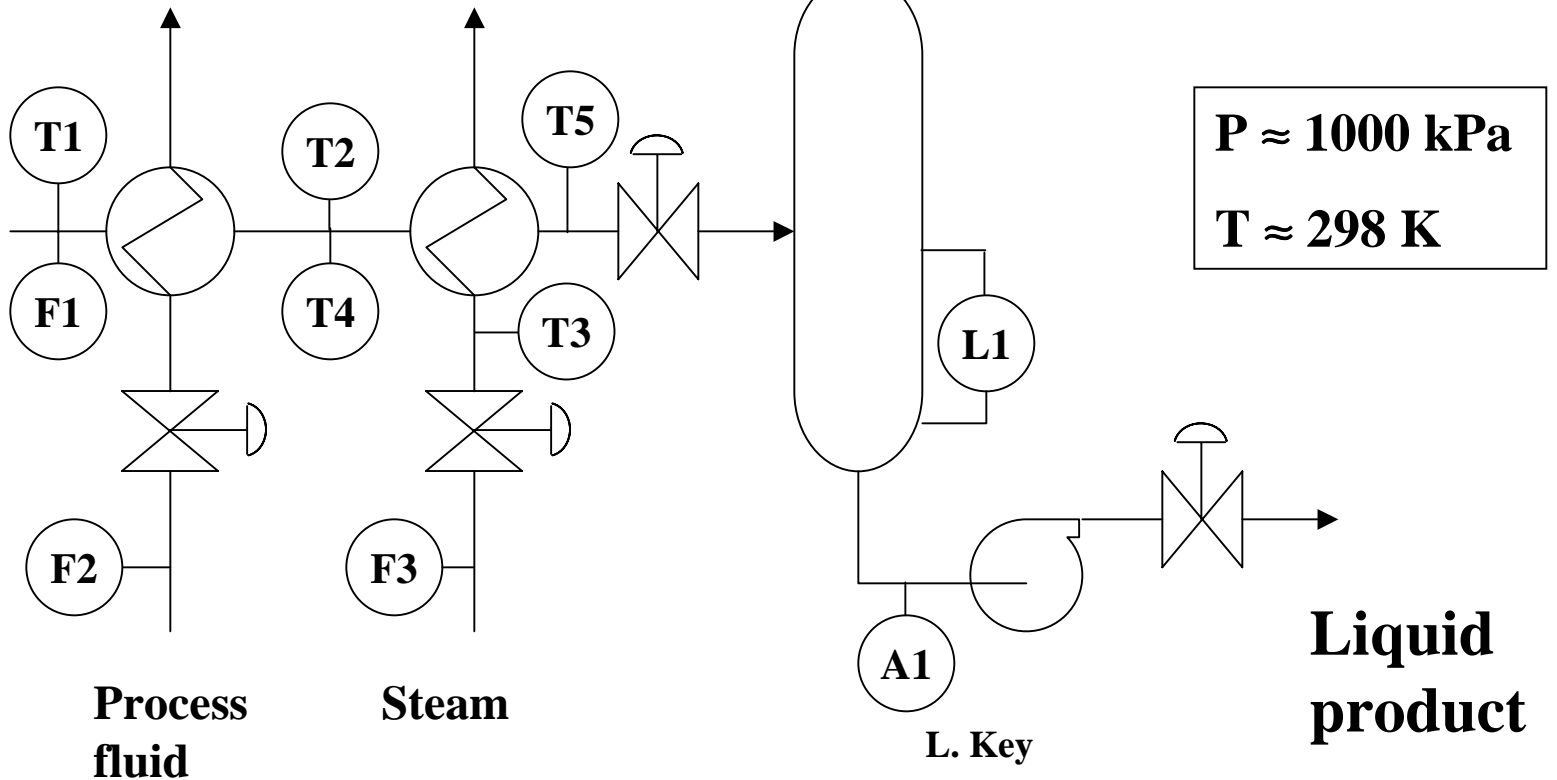 T1
T2
T5
P ≈ 1000 kPa
T ≈ 298 K
F1
T4
T3
L1
F2
F3
A1
Process
fluid
Steam
L. Key
Liquid
product